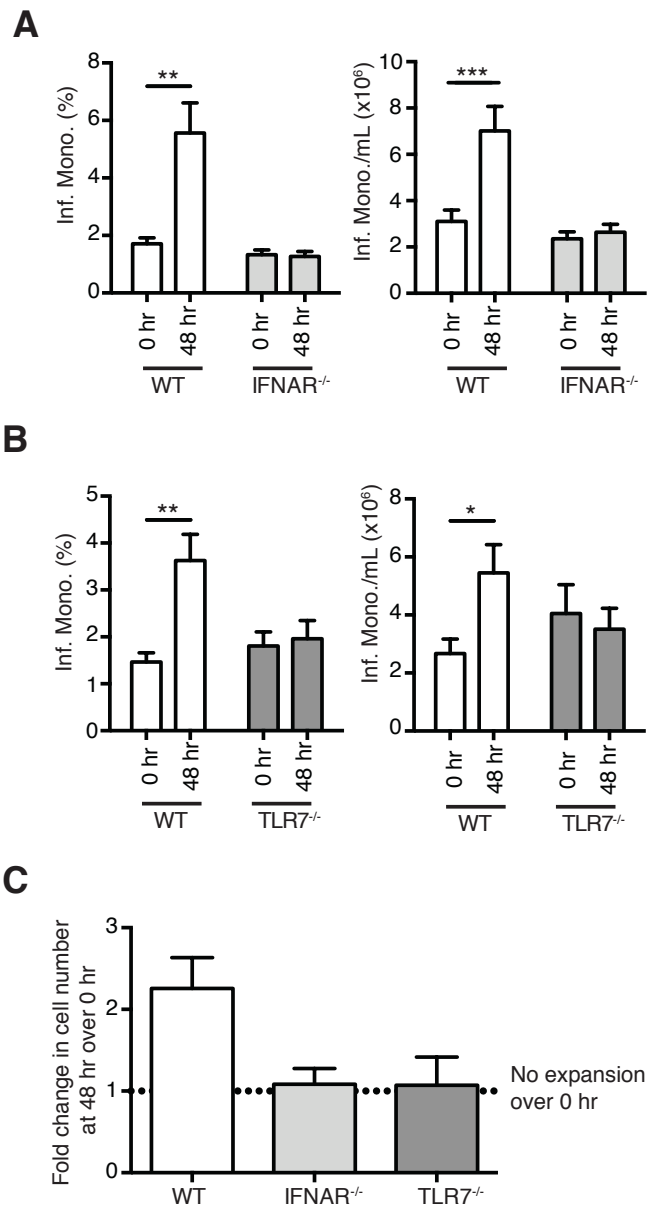 A
Inf. Mono. (%)
8
6
4
2
0
**
0 hr
48 hr
0 hr
48 hr
WT
IFNAR-/-
Inf. Mono./mL (x10⁶)
10
8
6
4
2
0
***
0 hr
48 hr
0 hr
48 hr
WT
IFNAR-/-
B
Inf. Mono. (%)
5
4
3
2
1
0
**
0 hr
48 hr
0 hr
48 hr
WT
TLR7-/-
Inf. Mono./mL (x10⁶)
8
6
4
2
0
*
0 hr
48 hr
0 hr
48 hr
WT
TLR7-/-
C
Fold change in cell number
at 48 hr over 0 hr
3
2
1
0
No expansion
over 0 hr
WT
IFNAR-/-
TLR7-/-